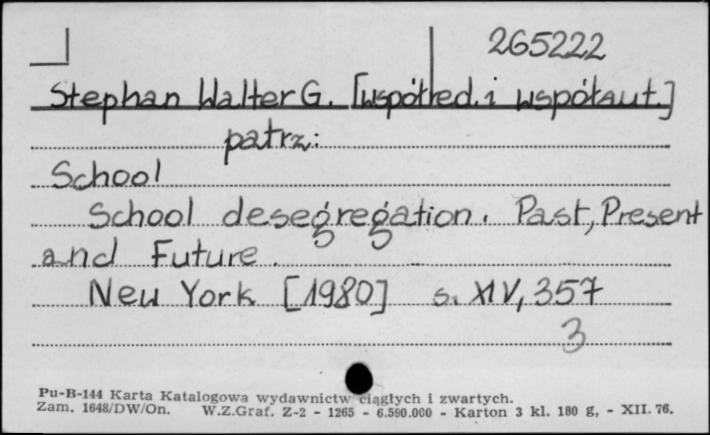 265222
Stephan Walter G. [współred. i współaut.]
patrz:
School
School desegregation. Past, Present
and Future.
New York [1980] s. XIV, 357
3
Pu-B-144 Karta Katalogowa wydawnictw ciągłych i zwartych.
Zam. 1648/DW/On. W.Z.Graf. Z-2 - 1265 - 6.590.000 - Karton 3 kl. 180 g, - XII. 76.